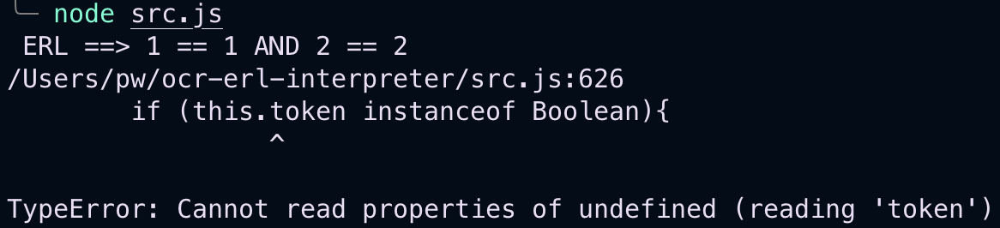 node src.js
ERL ==> 1 == 1 AND 2 == 2
/Users/pw/ocr-erl-interpreter/src.js:626
if (this.token instanceof Boolean){
^
TypeError: Cannot read properties of undefined (reading 'token')